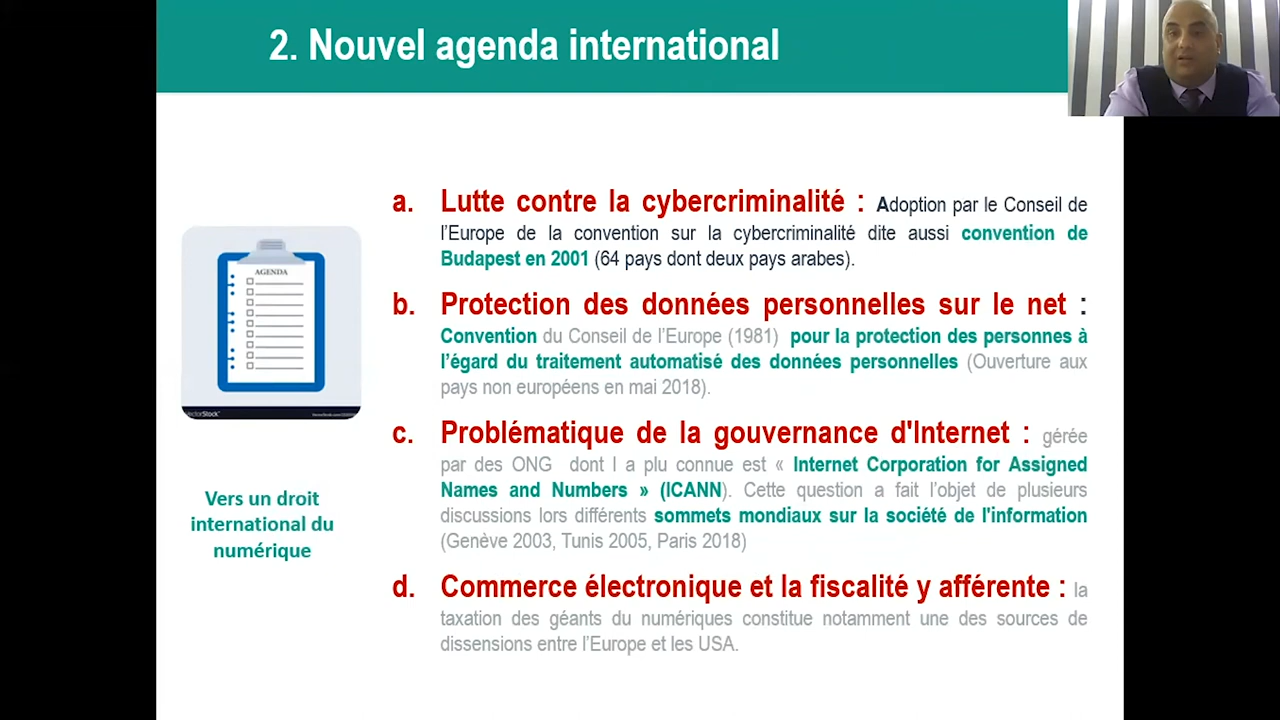 2. Nouvel agenda international
a. Lutte contre la cybercriminalité : Adoption par le Conseil de
l'Europe de la convention sur la cybercriminalité dite aussi convention de
Budapest en 2001 (64 pays dont deux pays arabes).
AGENDA
b. Protection des données personnelles sur le net :
Convention du Conseil de l'Europe (1981) pour la protection des personnes à
l'égard du traitement automatisé des données personnelles (Ouverture aux
pays non européens en mai 2018).
VectorStock
c. Problématique de la gouvernance d'Internet : gérée
par des ONG dont l a plu connue est « Internet Corporation for Assigned
Names and Numbers » (ICANN). Cette question a fait l'objet de plusieurs
discussions lors différents sommets mondiaux sur la société de l'information
(Genève 2003, Tunis 2005, Paris 2018)
Vers un droit
international du
numérique
d. Commerce électronique et la fiscalité y afférente : la
taxation des géants du numériques constitue notamment une des sources de
dissensions entre l'Europe et les USA.